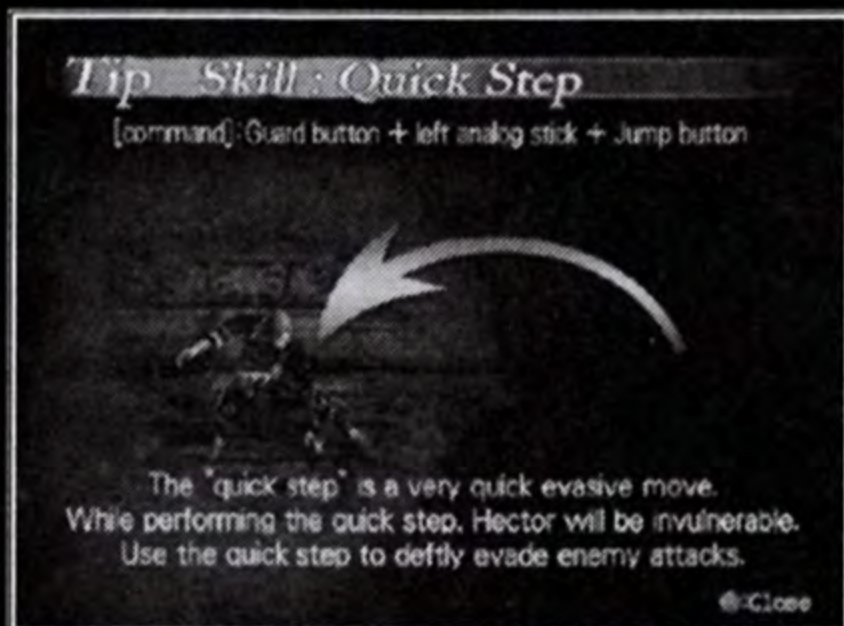 Tip Skill : Quick Step
[command]:Guard button + left analog stick + Jump button
The "quick step" is a very quick evasive move.
While performing the quick step, Hector will be invulnerable.
Use the quick step to deftly evade enemy attacks.
:Close